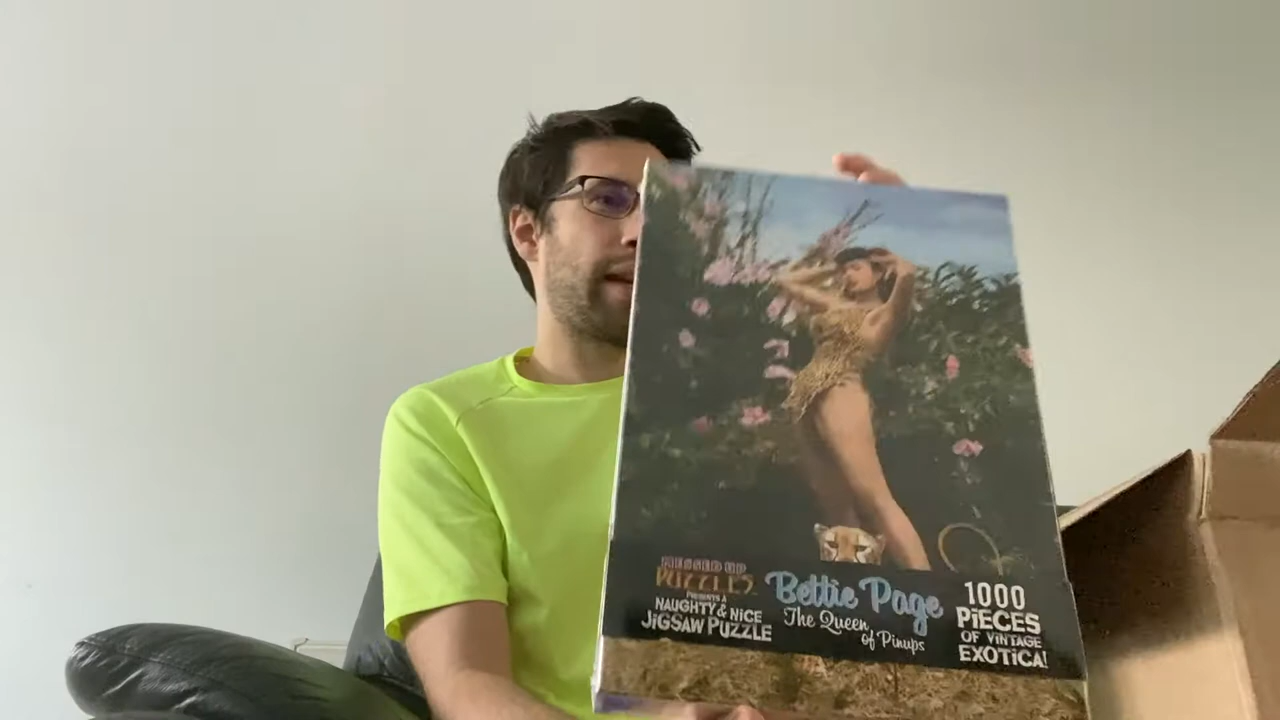 MESSED UP
PUZZLES
PRESENTS A
NAUGHTY & NiCE
JiGSAW PUZZLE
Bettie Page
The Queen
of Pinups
1000
PiECES
OF ViNTAGE
EXOTiCA!